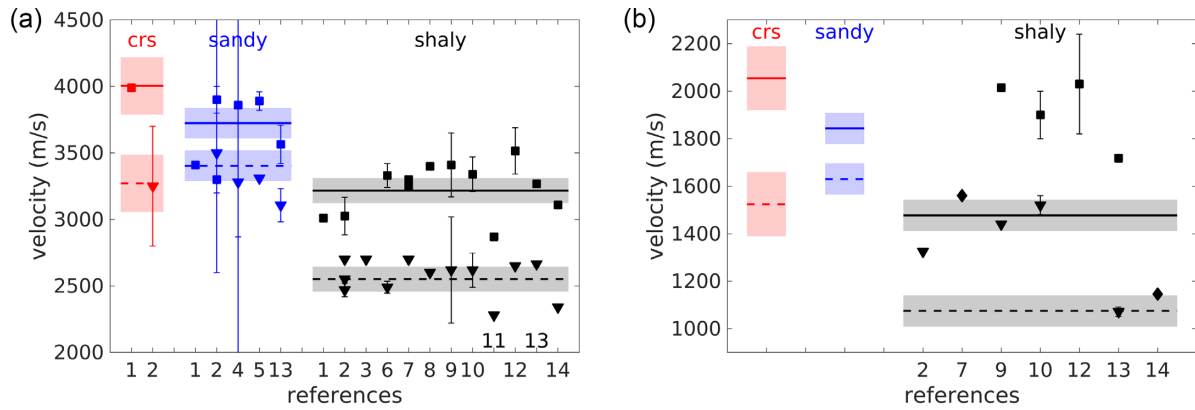 (a)
crs sandy shaly
velocity (m/s)
4500
4000
3500
3000
2500
2000
11 13
1 2 1 2 4 5 13 1 2 3 6 7 8 9 10 12 14
references
(b)
crs sandy shaly
velocity (m/s)
2200
2000
1800
1600
1400
1200
1000
2 7 9 10 12 13 14
references